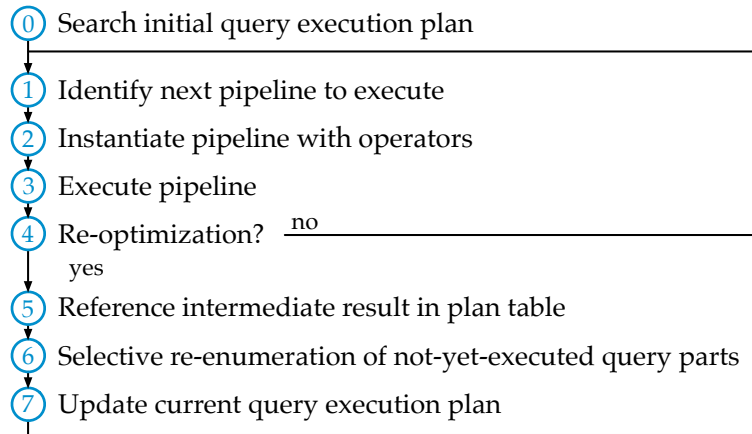 0 Search initial query execution plan
1 Identify next pipeline to execute
2 Instantiate pipeline with operators
3 Execute pipeline
4 Re-optimization? no
yes
5 Reference intermediate result in plan table
6 Selective re-enumeration of not-yet-executed query parts
7 Update current query execution plan